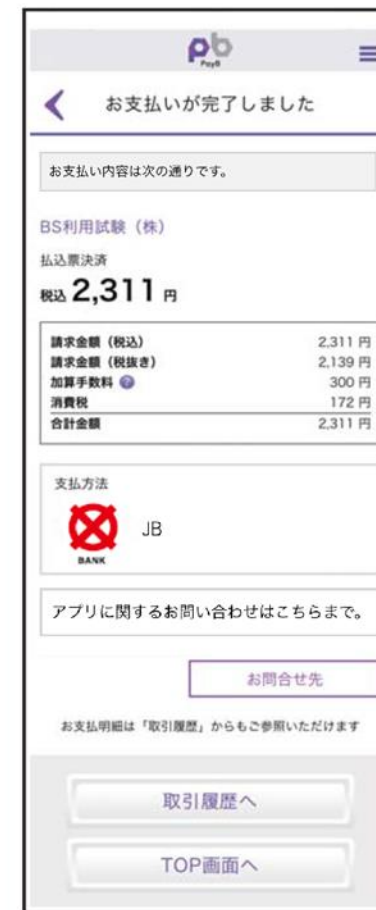 pb
PayB
お支払いが完了しました
お支払い内容は次の通りです。
BS利用試験（株）
払込票決済
税込 2,311 円
請求金額（税込） 2,311 円
請求金額（税抜き） 2,139 円
加算手数料 ? 300 円
消費税 172 円
合計金額 2,311 円
支払方法
JB
BANK
アプリに関するお問い合わせはこちらまで。
お問合せ先
お支払明細は「取引履歴」からもご参照いただけます
取引履歴へ
TOP画面へ